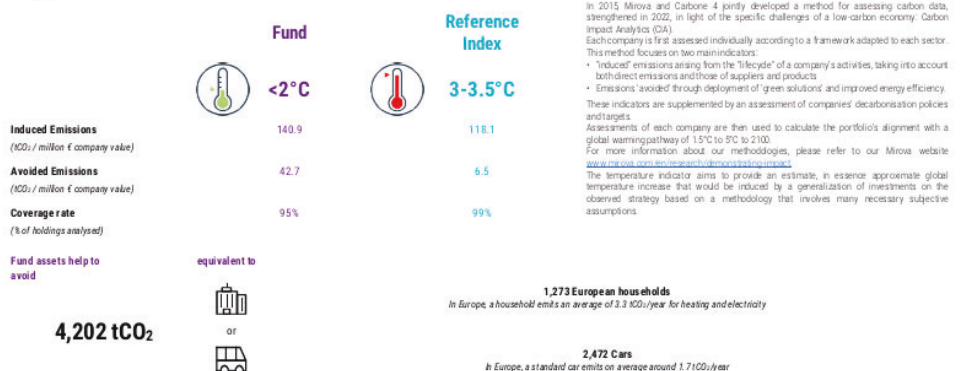 Fund
Reference
Index
<2°C
3-3.5°C
Induced Emissions
140.9
118.1
(tCO₂ / million € company value)
Avoided Emissions
42.7
6.5
(tCO₂ / million € company value)
Coverage rate
95%
99%
(% of holdings analysed)
Fund assets help to
avoid
equivalent to
4,202 tCO₂
or
1,273 European households
In Europe, a household emits an average of 3.3 tCO₂/year for heating and electricity
2,472 Cars
In Europe, a standard car emits on average around 1.7 tCO₂/year
In 2015, Mirova and Carbone 4 jointly developed a method for assessing carbon data,
strengthened in 2022, in light of the specific challenges of a low-carbon economy: Carbon
Impact Analytics (CIA).
Each company is first assessed individually according to a framework adapted to each sector.
This method focuses on two main indicators:
• "induced" emissions arising from the "lifecycle" of a company's activities, taking into account
both direct emissions and those of suppliers and products
• Emissions 'avoided' through deployment of 'green solutions' and improved energy efficiency.
These indicators are supplemented by an assessment of companies' decarbonisation policies
and targets.
Assessments of each company are then used to calculate the portfolio's alignment with a
global warming pathway of 1.5°C to 5°C to 2100.
For more information about our methodologies, please refer to our Mirova website
www.mirova.com/en/research/demonstrating-impact
The temperature indicator aims to provide an estimate, in essence approximate global
temperature increase that would be induced by a generalization of investments on the
observed strategy based on a methodology that involves many necessary subjective
assumptions.